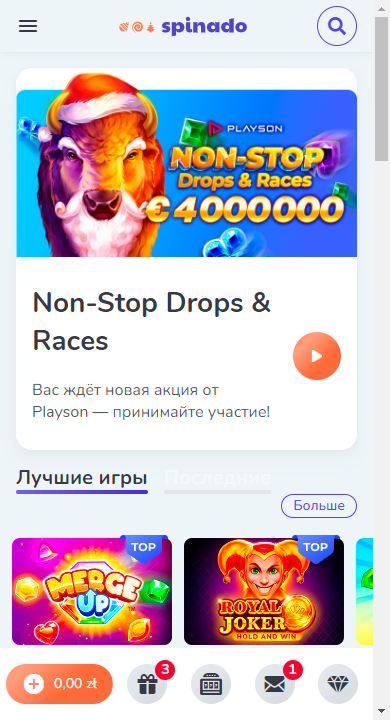 spinado
PLAYSON
NON-STOP
Drops & Races
€4000000
Non-Stop Drops &
Races
Вас ждёт новая акция от
Playson — принимайте участие!
Лучшие игры
Последние
Больше
TOP
MERGE
UP
TM
TOP
ROYAL
JOKER
HOLD AND WIN
0,00 zł
3
1